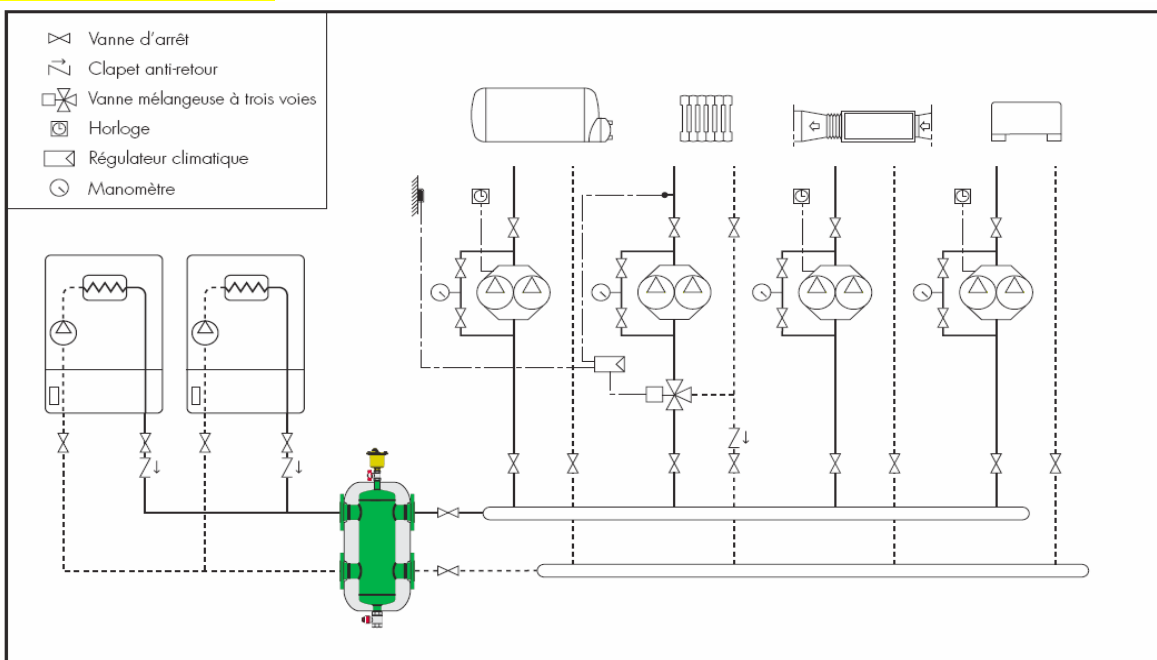 Vanne d'arrêt
Clapet anti-retour
Vanne mélangeuse à trois voies
Horloge
Régulateur climatique
Manomètre